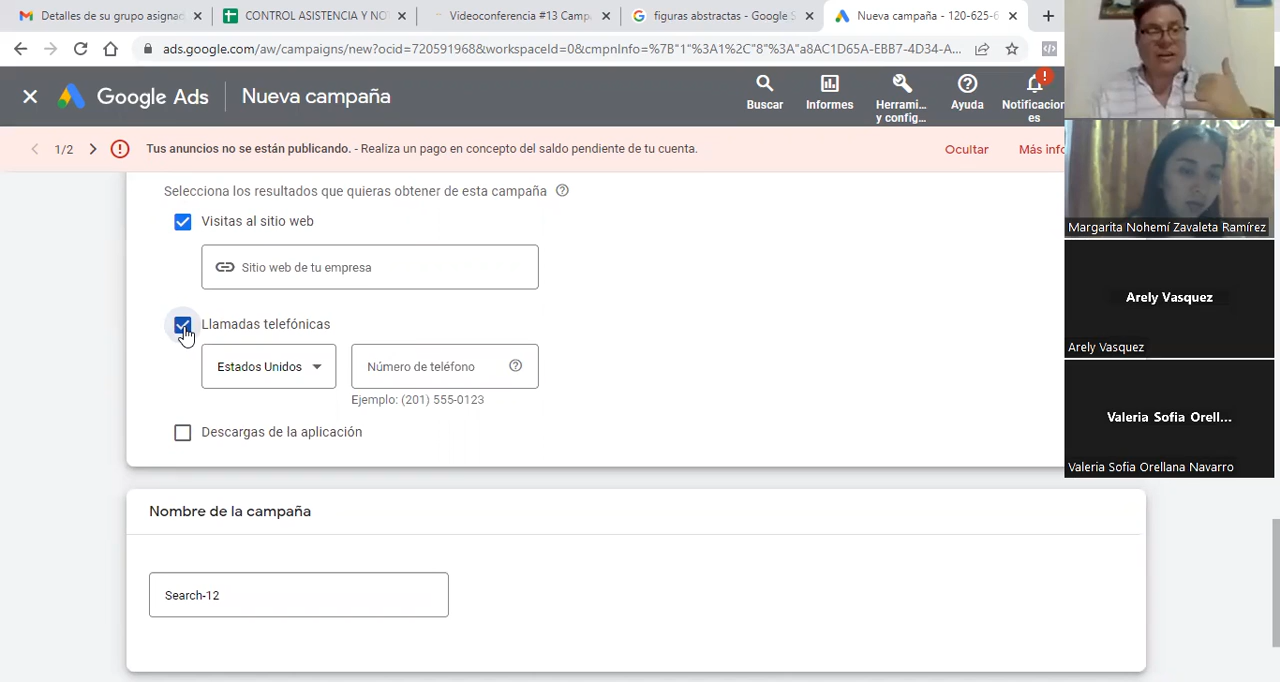 Detalles de su grupo asignad
CONTROL ASISTENCIA Y NO
Videoconferencia #13 Camp
figuras abstractas - Google S
Nueva campaña - 120-625-6
ads.google.com/aw/campaigns/new?ocid=72059196&workspaceId=0&cmpnInfo=%7B"1"%3A1%2C"8"%3A"a8AC1D65A-EBB7-4D34-A...
Google Ads
Nueva campaña
Buscar
Informes
Herrami...
y config...
Ayuda
Notificacion
es
1/2
Tus anuncios no se están publicando. - Realiza un pago en concepto del saldo pendiente de tu cuenta.
Ocultar
Más info
Selecciona los resultados que quieras obtener de esta campaña
Visitas al sitio web
Sitio web de tu empresa
Llamadas telefónicas
Estados Unidos
Número de teléfono
Ejemplo: (201) 555-0123
Descargas de la aplicación
Nombre de la campaña
Search-12
Margarita Nohemí Zavaleta Ramírez
Arely Vasquez
Arely Vasquez
Valeria Sofia Orell...
Valeria Sofia Orellana Navarro